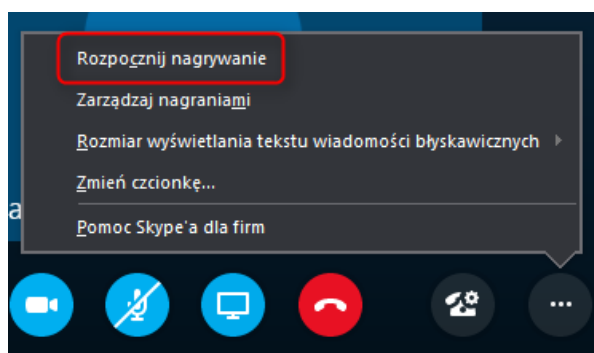 Rozpocznij nagrywanie
Zarządzaj nagraniami
Rozmiar wyświetlania tekstu wiadomości błyskawicznych
Zmień czcionkę...
a
Pomoc Skype'a dla firm